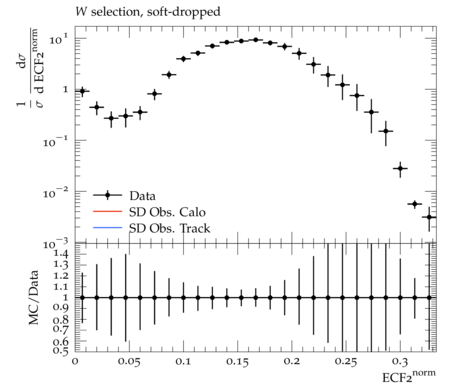 W selection, soft-dropped
1/σ dσ/d ECF2^norm
10^1
1
10^−1
10^−2
10^−3
Data
SD Obs. Calo
SD Obs. Track
MC/Data
1.4
1.3
1.2
1.1
1
0.9
0.8
0.7
0.6
0.5
0 0.05 0.1 0.15 0.2 0.25 0.3
ECF2^norm